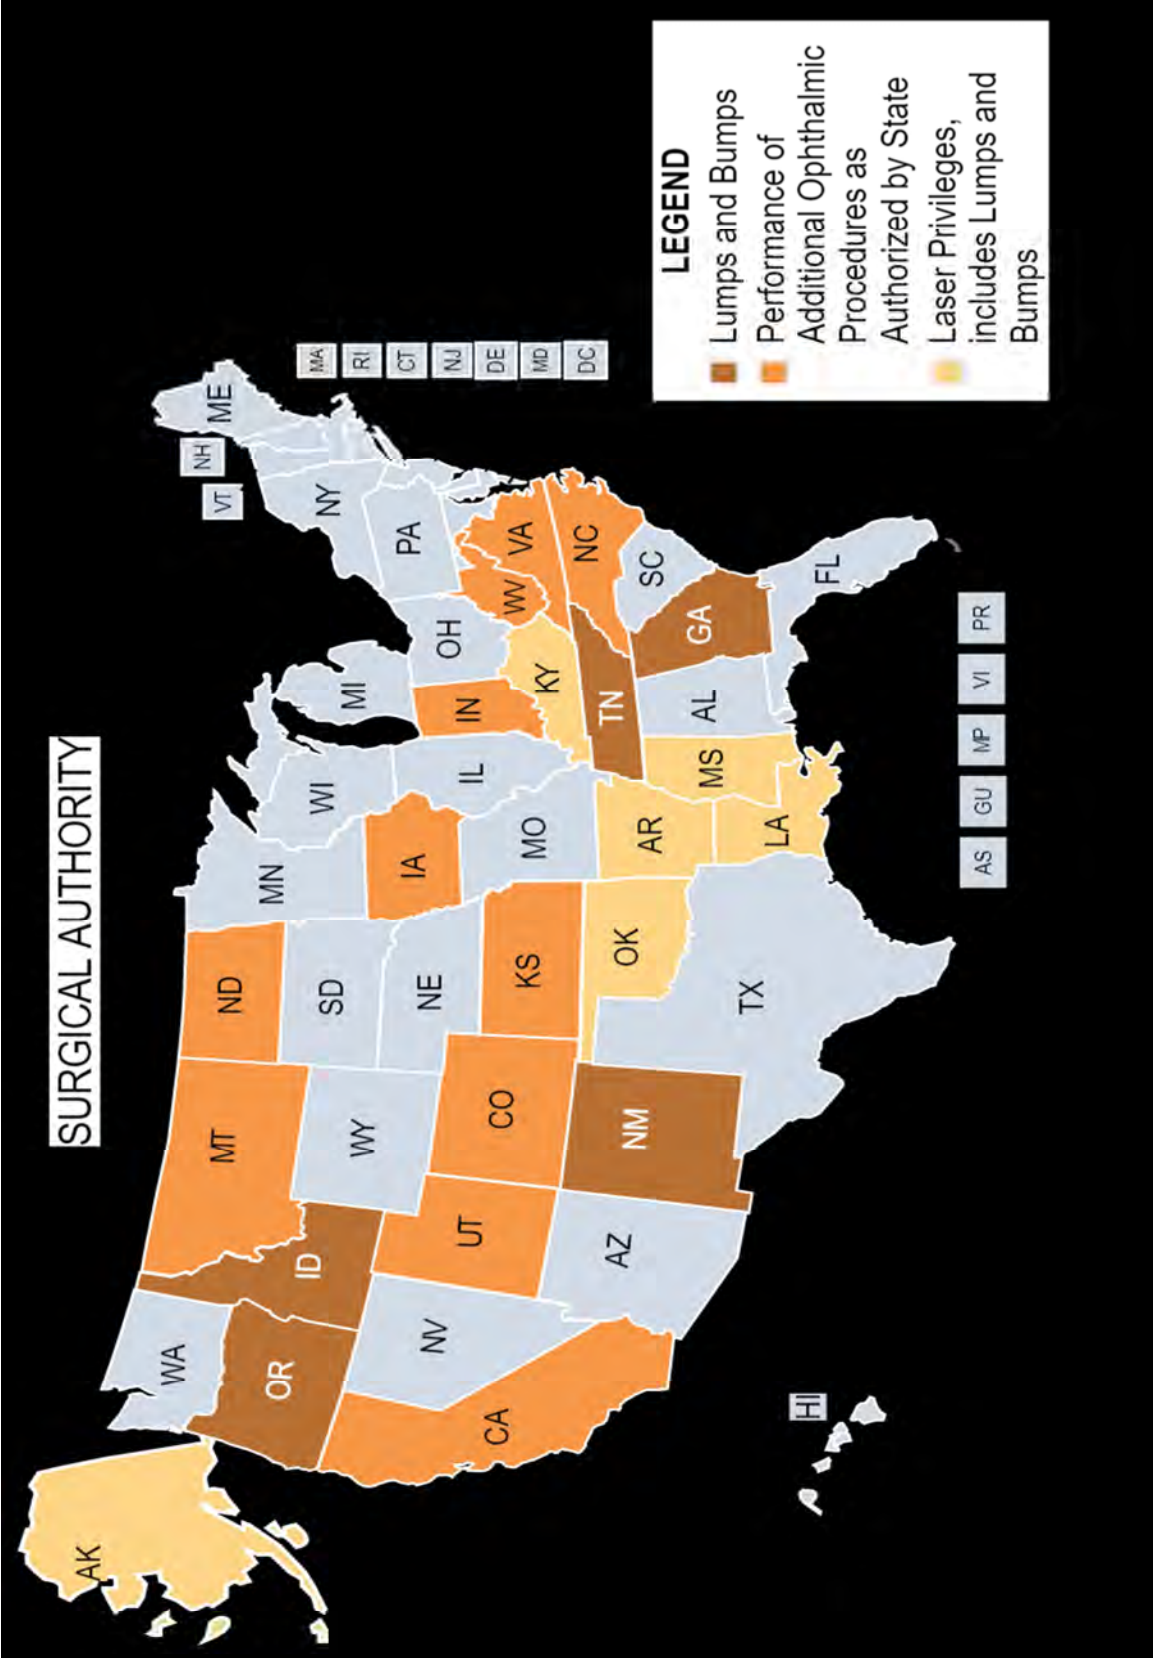 SURGICAL AUTHORITY
AK
WA
OR
CA
ID
NV
MT
UT
AZ
WY
CO
NM
ND
SD
NE
KS
OK
TX
MN
IA
MO
AR
LA
WI
IL
MS
MI
IN
KY
TN
AL
OH
WV
GA
PA
VA
NC
SC
FL
NY
VT
NH
ME
MA
RI
CT
NJ
DE
MD
DC
HI
AS
GU
MP
VI
PR
LEGEND
Lumps and Bumps
Performance of
Additional Ophthalmic
Procedures as
Authorized by State
Laser Privileges,
includes Lumps and
Bumps